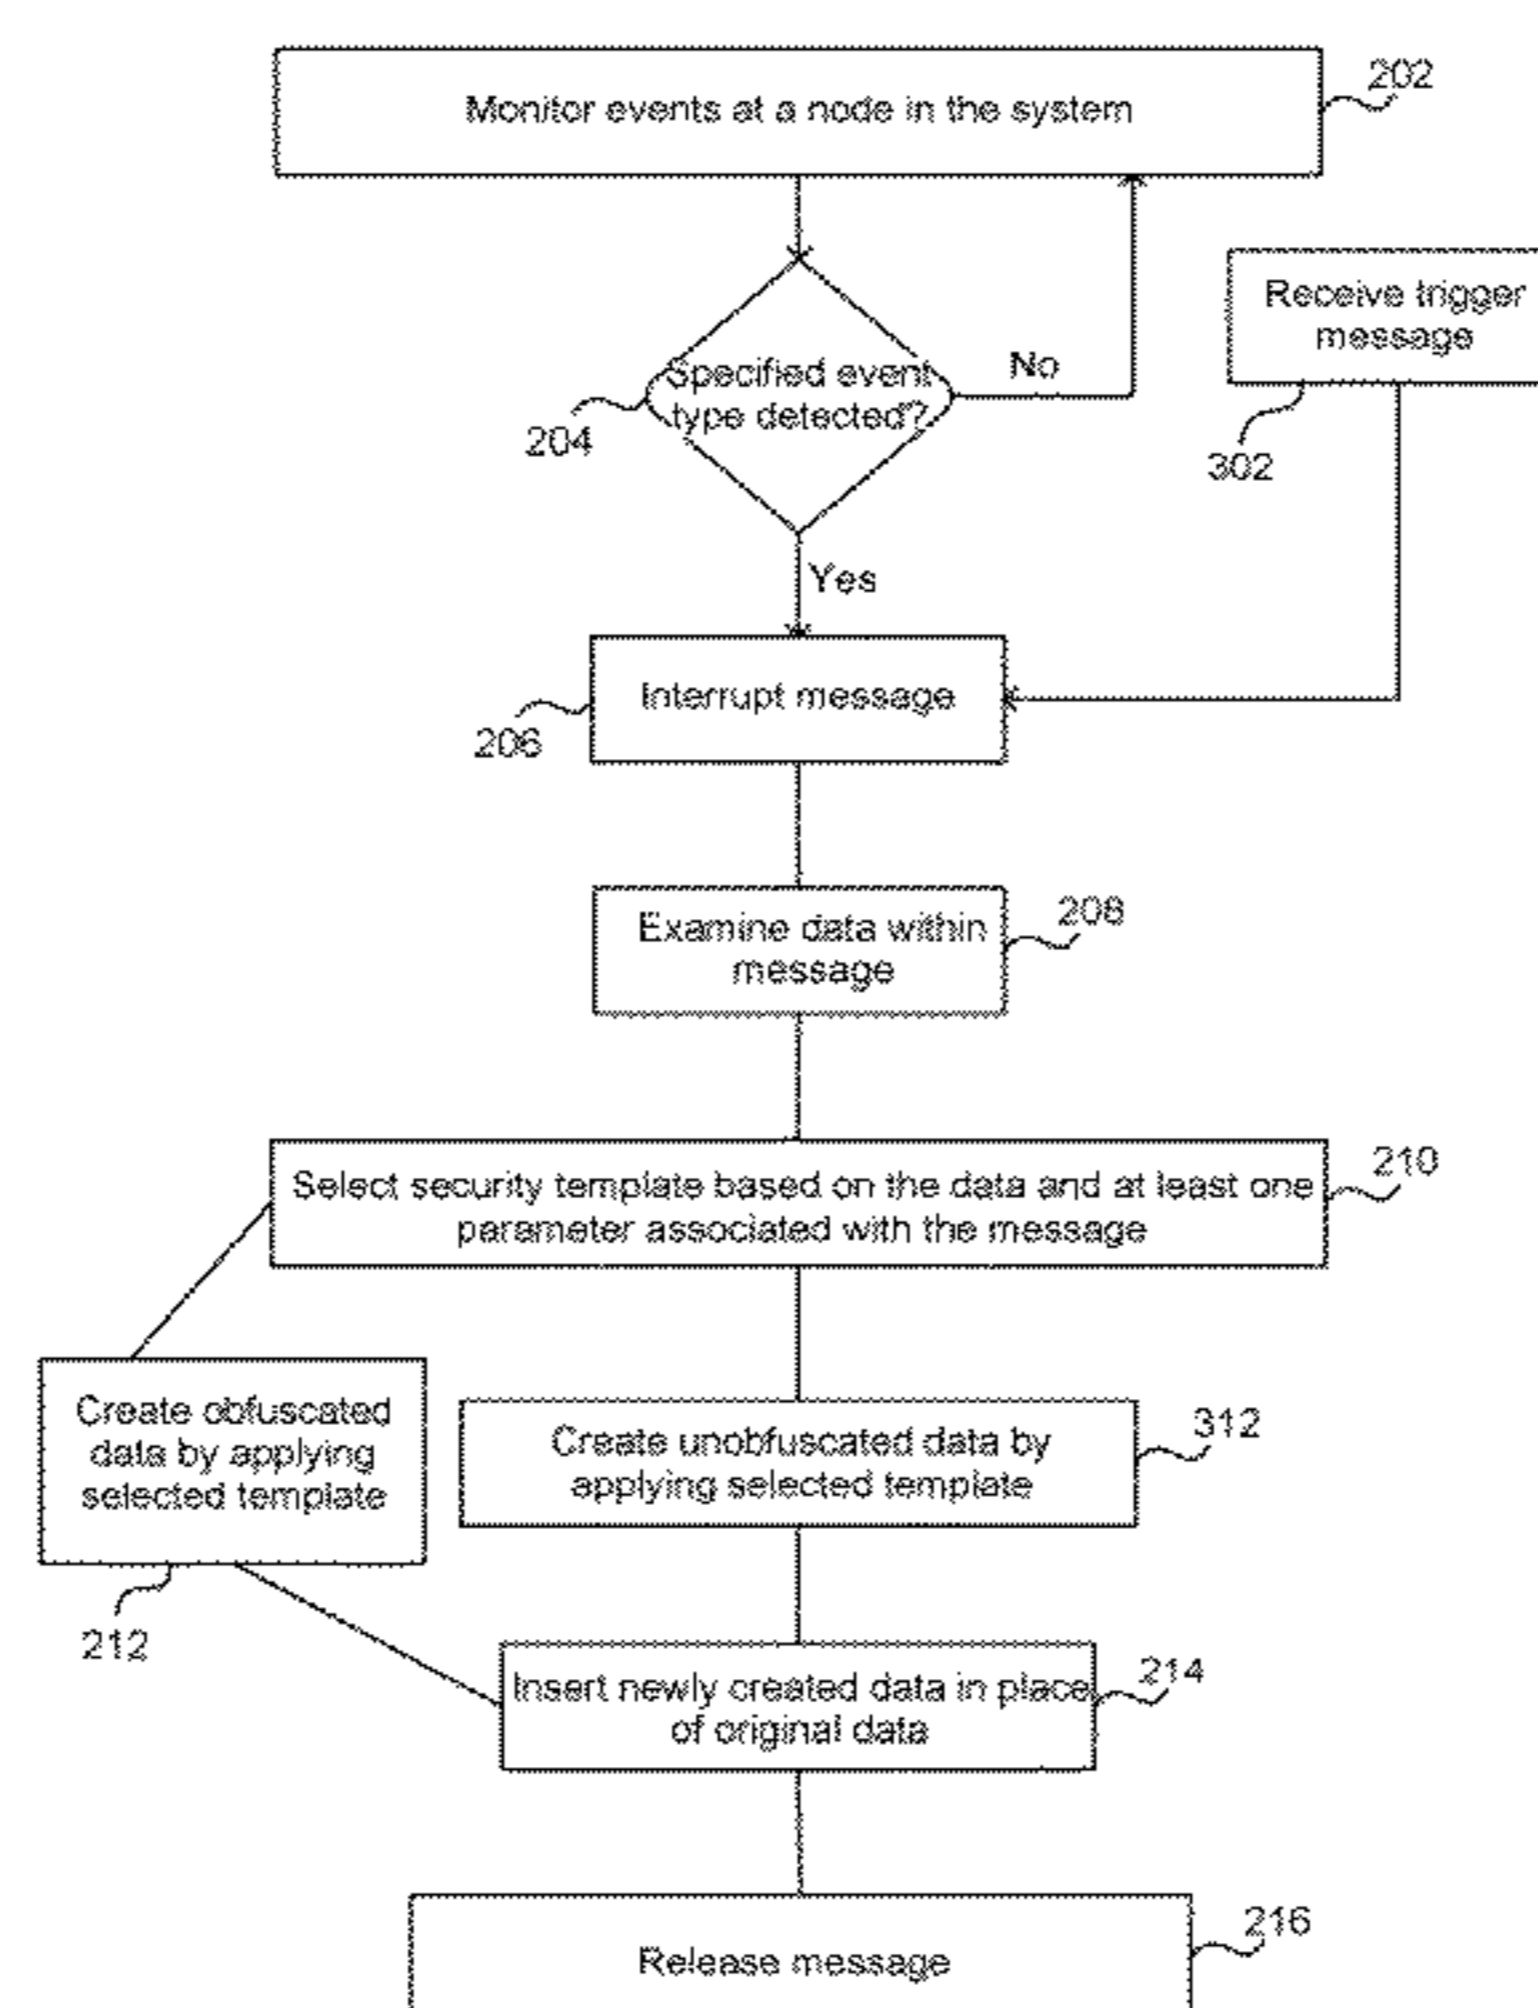 Monitor events at a node in the system
202
Receive trigger
message
302
Specified event
type detected?
204
No
Yes
Interrupt message
206
Examine data within
message
208
Select security template based on the data and at least one
parameter associated with the message
210
Create obfuscated
data by applying
selected template
212
Create unobfuscated data by
applying selected template
312
Insert newly created data in place
of original data
214
Release message
216